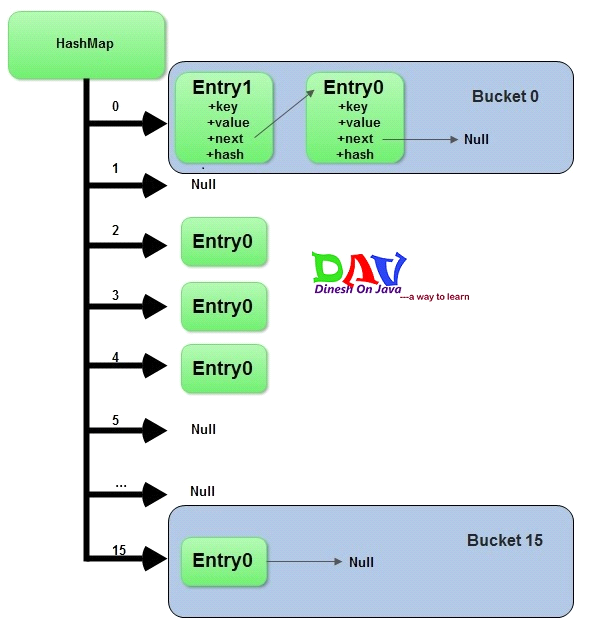 HashMap
0
Entry1
+key
+value
+next
+hash
Entry0
+key
+value
+next
+hash
Bucket 0
Null
1
Null
2
Entry0
DAV
Dinesh On Java
---a way to learn
3
Entry0
4
Entry0
5
Null
...
Null
15
Entry0
Null
Bucket 15